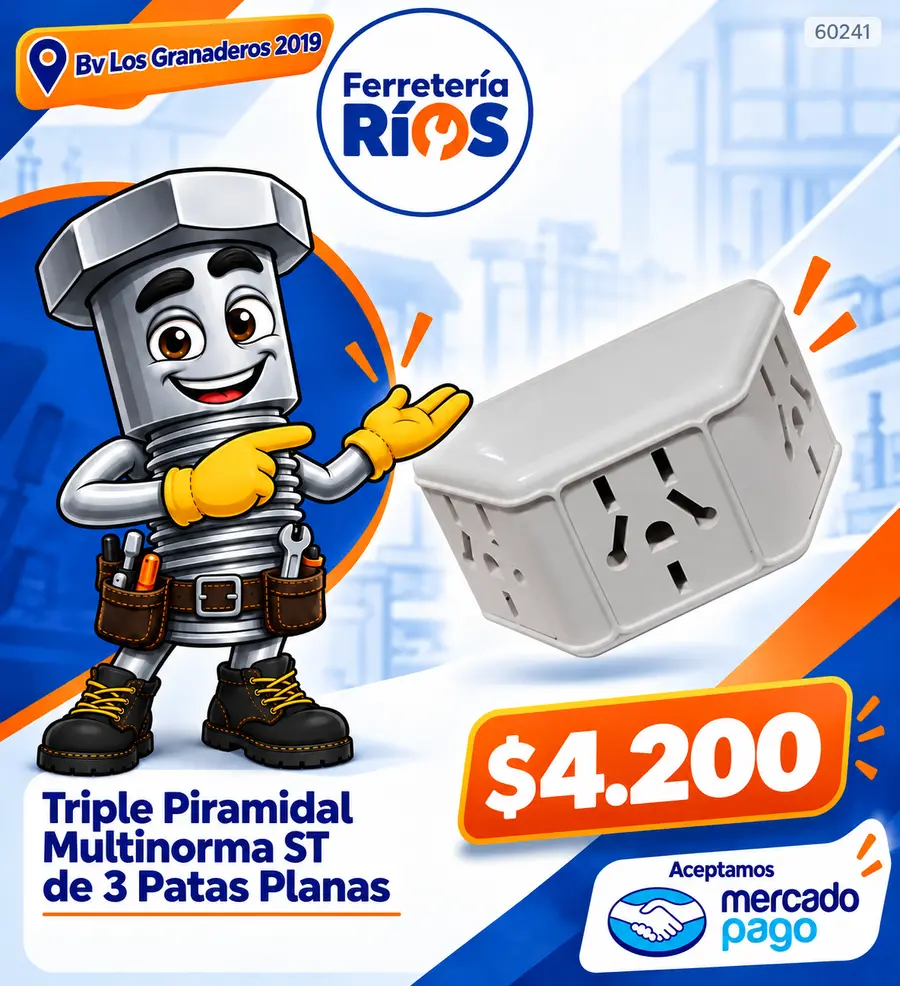 Bv Los Granaderos 2019
Ferretería
RÍOS
60241
$4.200
Triple Piramidal
Multinorma ST
de 3 Patas Planas
Aceptamos
mercado
pago